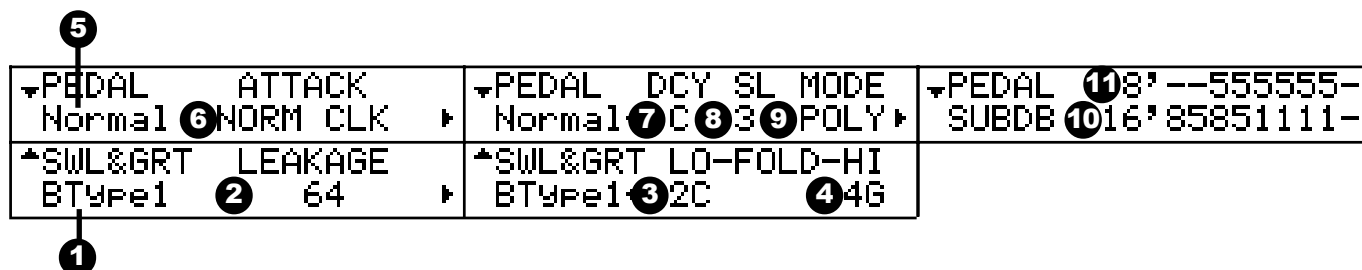 5
PEDAL ATTACK
Normal 6 NORM CLK
SWL&GRT LEAKAGE
BType1 2 64
1
PEDAL DCY SL MODE
Normal 7 C 8 3 9 POLY
SWL&GRT LO-FOLD-HI
BType1 3 2C 4 4G
PEDAL 11 8'--555555-
SUBDB 10 16'85851111-